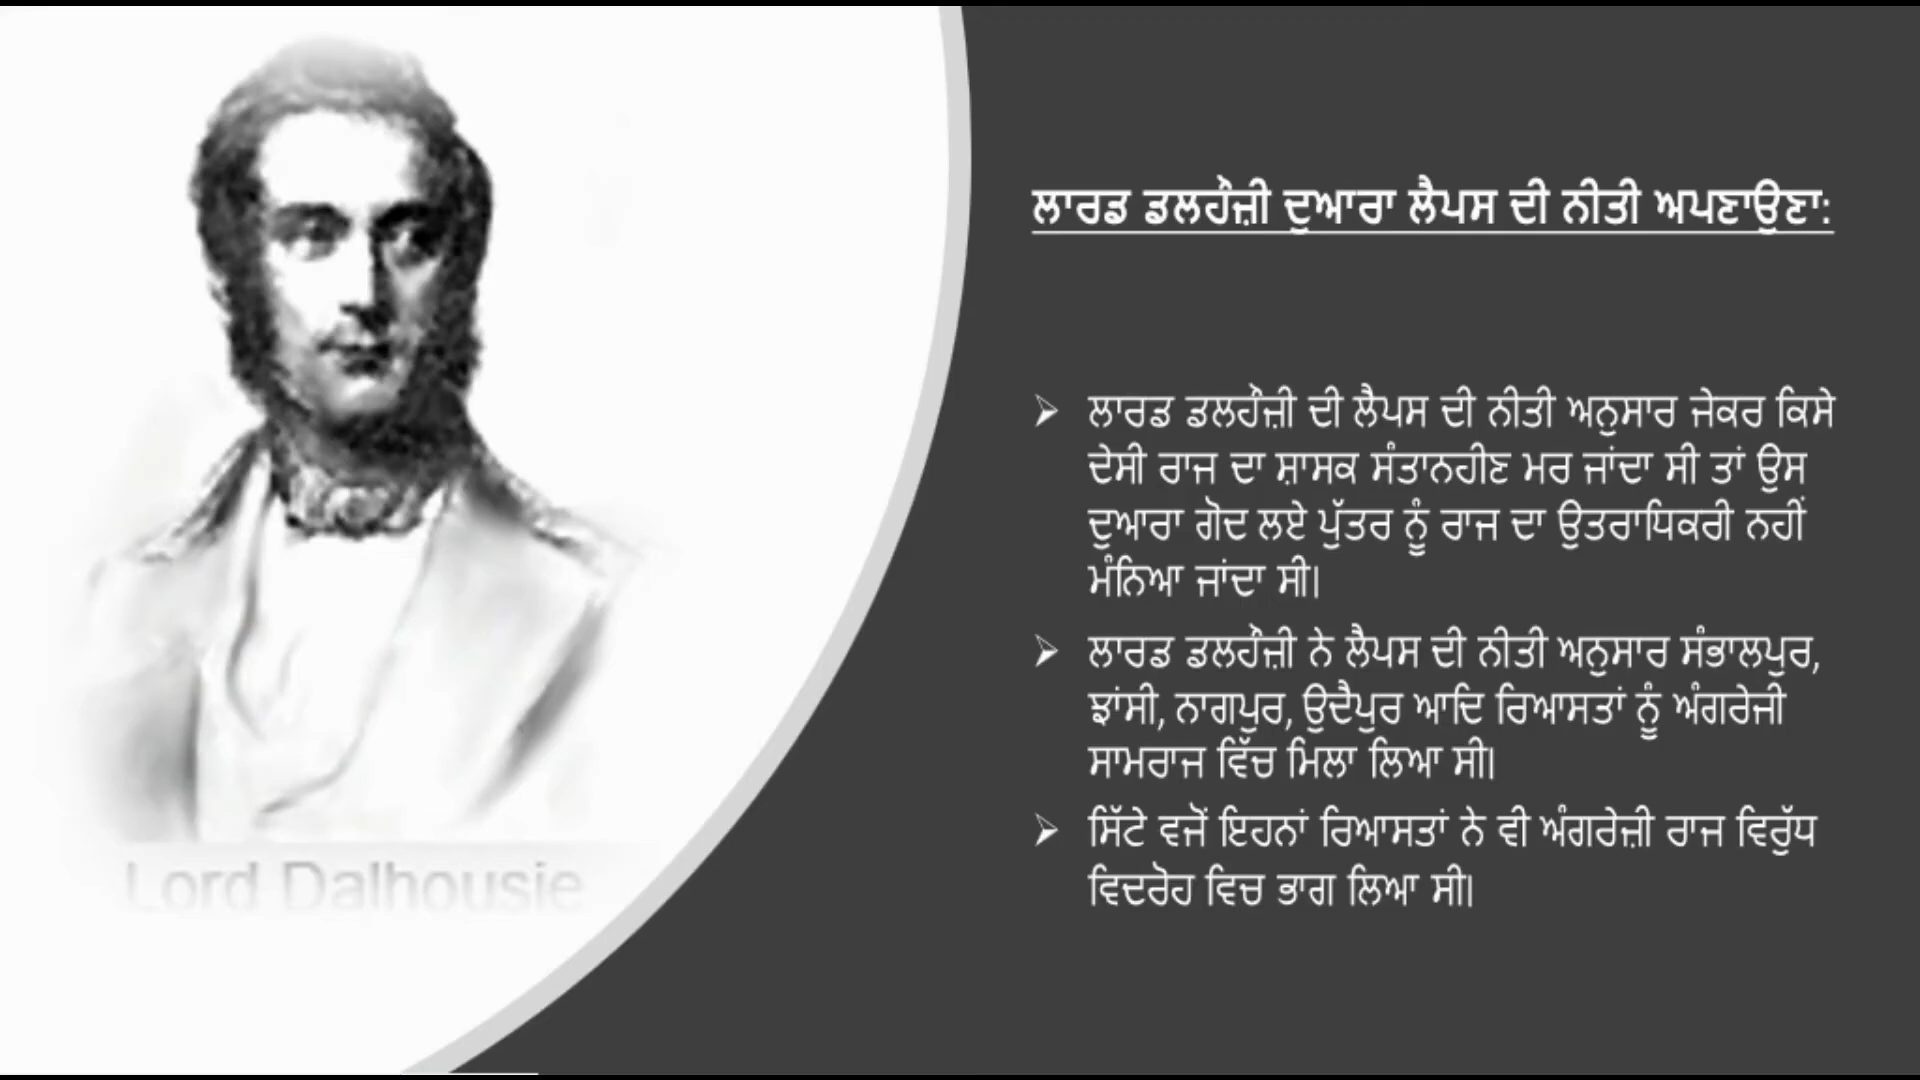 Lord Dalhousie
ਲਾਰਡ ਡਲਹੌਜ਼ੀ ਦੁਆਰਾ ਲੈਪਸ ਦੀ ਨੀਤੀ ਅਪਣਾਉਣਾ:
➢ ਲਾਰਡ ਡਲਹੌਜ਼ੀ ਦੀ ਲੈਪਸ ਦੀ ਨੀਤੀ ਅਨੁਸਾਰ ਜੇਕਰ ਕਿਸੇ
ਦੇਸੀ ਰਾਜ ਦਾ ਸ਼ਾਸਕ ਸੰਤਾਨਹੀਣ ਮਰ ਜਾਂਦਾ ਸੀ ਤਾਂ ਉਸ
ਦੁਆਰਾ ਗੋਦ ਲਏ ਪੁੱਤਰ ਨੂੰ ਰਾਜ ਦਾ ਉਤਰਾਧਿਕਰੀ ਨਹੀਂ
ਮੰਨਿਆ ਜਾਂਦਾ ਸੀ।
➢ ਲਾਰਡ ਡਲਹੌਜ਼ੀ ਨੇ ਲੈਪਸ ਦੀ ਨੀਤੀ ਅਨੁਸਾਰ ਸੰਭਾਲਪੁਰ,
ਝਾਂਸੀ, ਨਾਗਪੁਰ, ਉਦੈਪੁਰ ਆਦਿ ਰਿਆਸਤਾਂ ਨੂੰ ਅੰਗਰੇਜੀ
ਸਾਮਰਾਜ ਵਿੱਚ ਮਿਲਾ ਲਿਆ ਸੀ।
➢ ਸਿੱਟੇ ਵਜੋਂ ਇਹਨਾਂ ਰਿਆਸਤਾਂ ਨੇ ਵੀ ਅੰਗਰੇਜ਼ੀ ਰਾਜ ਵਿਰੁੱਧ
ਵਿਦਰੋਹ ਵਿਚ ਭਾਗ ਲਿਆ ਸੀ।